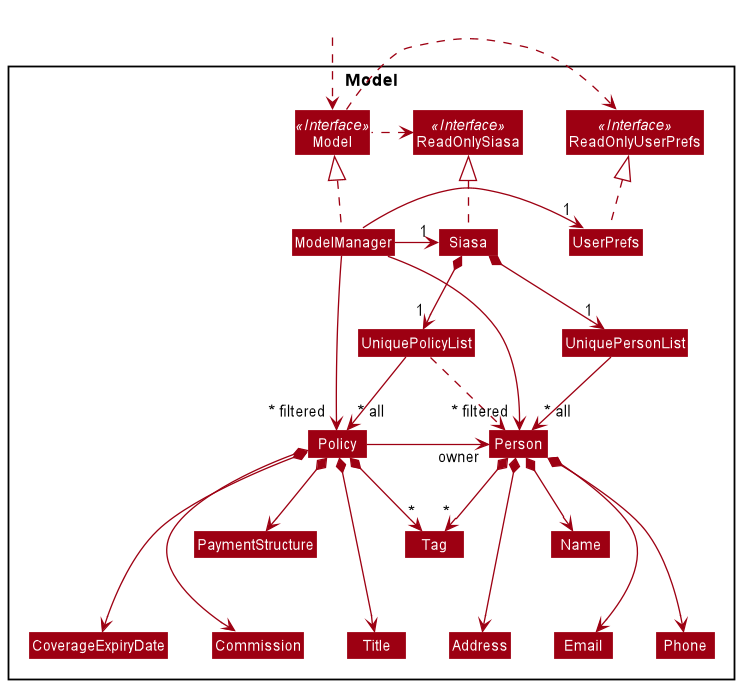 Model
«Interface»
Model
«Interface»
ReadOnlySiasa
«Interface»
ReadOnlyUserPrefs
1
ModelManager
1
Siasa
UserPrefs
1
1
UniquePolicyList
UniquePersonList
* filtered
* all
* filtered
* all
Policy
owner
Person
*
*
PaymentStructure
Tag
Name
CoverageExpiryDate
Commission
Title
Address
Email
Phone